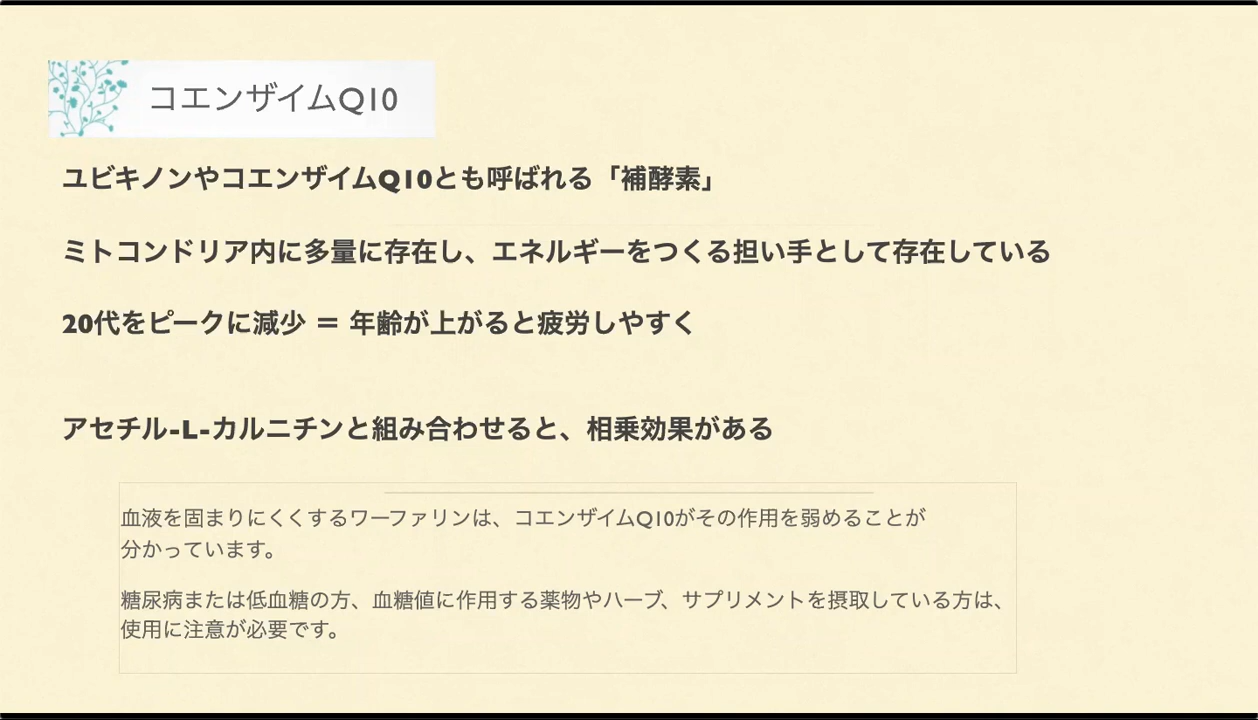 コエンザイムQ10
ユビキノンやコエンザイムQ10とも呼ばれる「補酵素」
ミトコンドリア内に多量に存在し、エネルギーをつくる担い手として存在している
20代をピークに減少 ＝ 年齢が上がると疲労しやすく
アセチル-L-カルニチンと組み合わせると、相乗効果がある
血液を固まりにくくするワーファリンは、コエンザイムQ10がその作用を弱めることが
分かっています。
糖尿病または低血糖の方、血糖値に作用する薬物やハーブ、サプリメントを摂取している方は、
使用に注意が必要です。